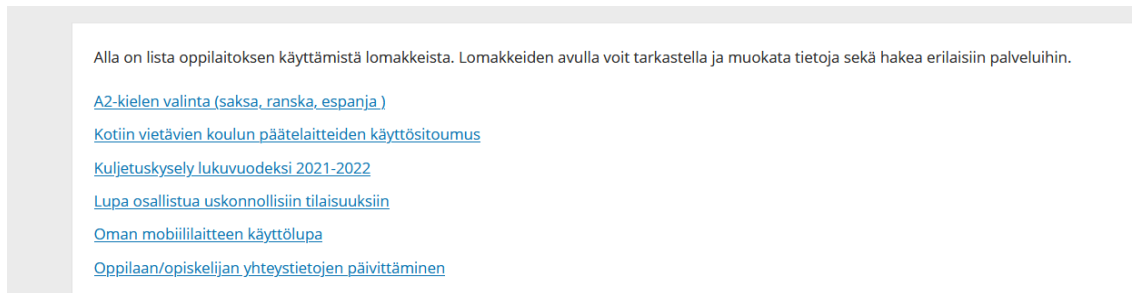 Alla on lista oppilaitoksen käyttämistä lomakkeista. Lomakkeiden avulla voit tarkastella ja muokata tietoja sekä hakea erilaisiin palveluihin.
A2-kielen valinta (saksa, ranska, espanja )
Kotiin vietävien koulun päätelaitteiden käyttösitoumus
Kuljetuskysely lukuvuodeksi 2021-2022
Lupa osallistua uskonnollisiin tilaisuuksiin
Oman mobiililaitteen käyttölupa
Oppilaan/opiskelijan yhteystietojen päivittäminen